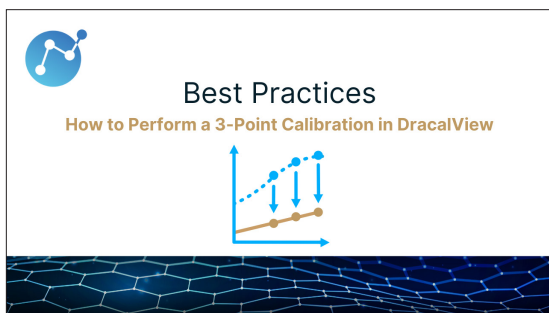 Best Practices
How to Perform a 3-Point Calibration in DracalView